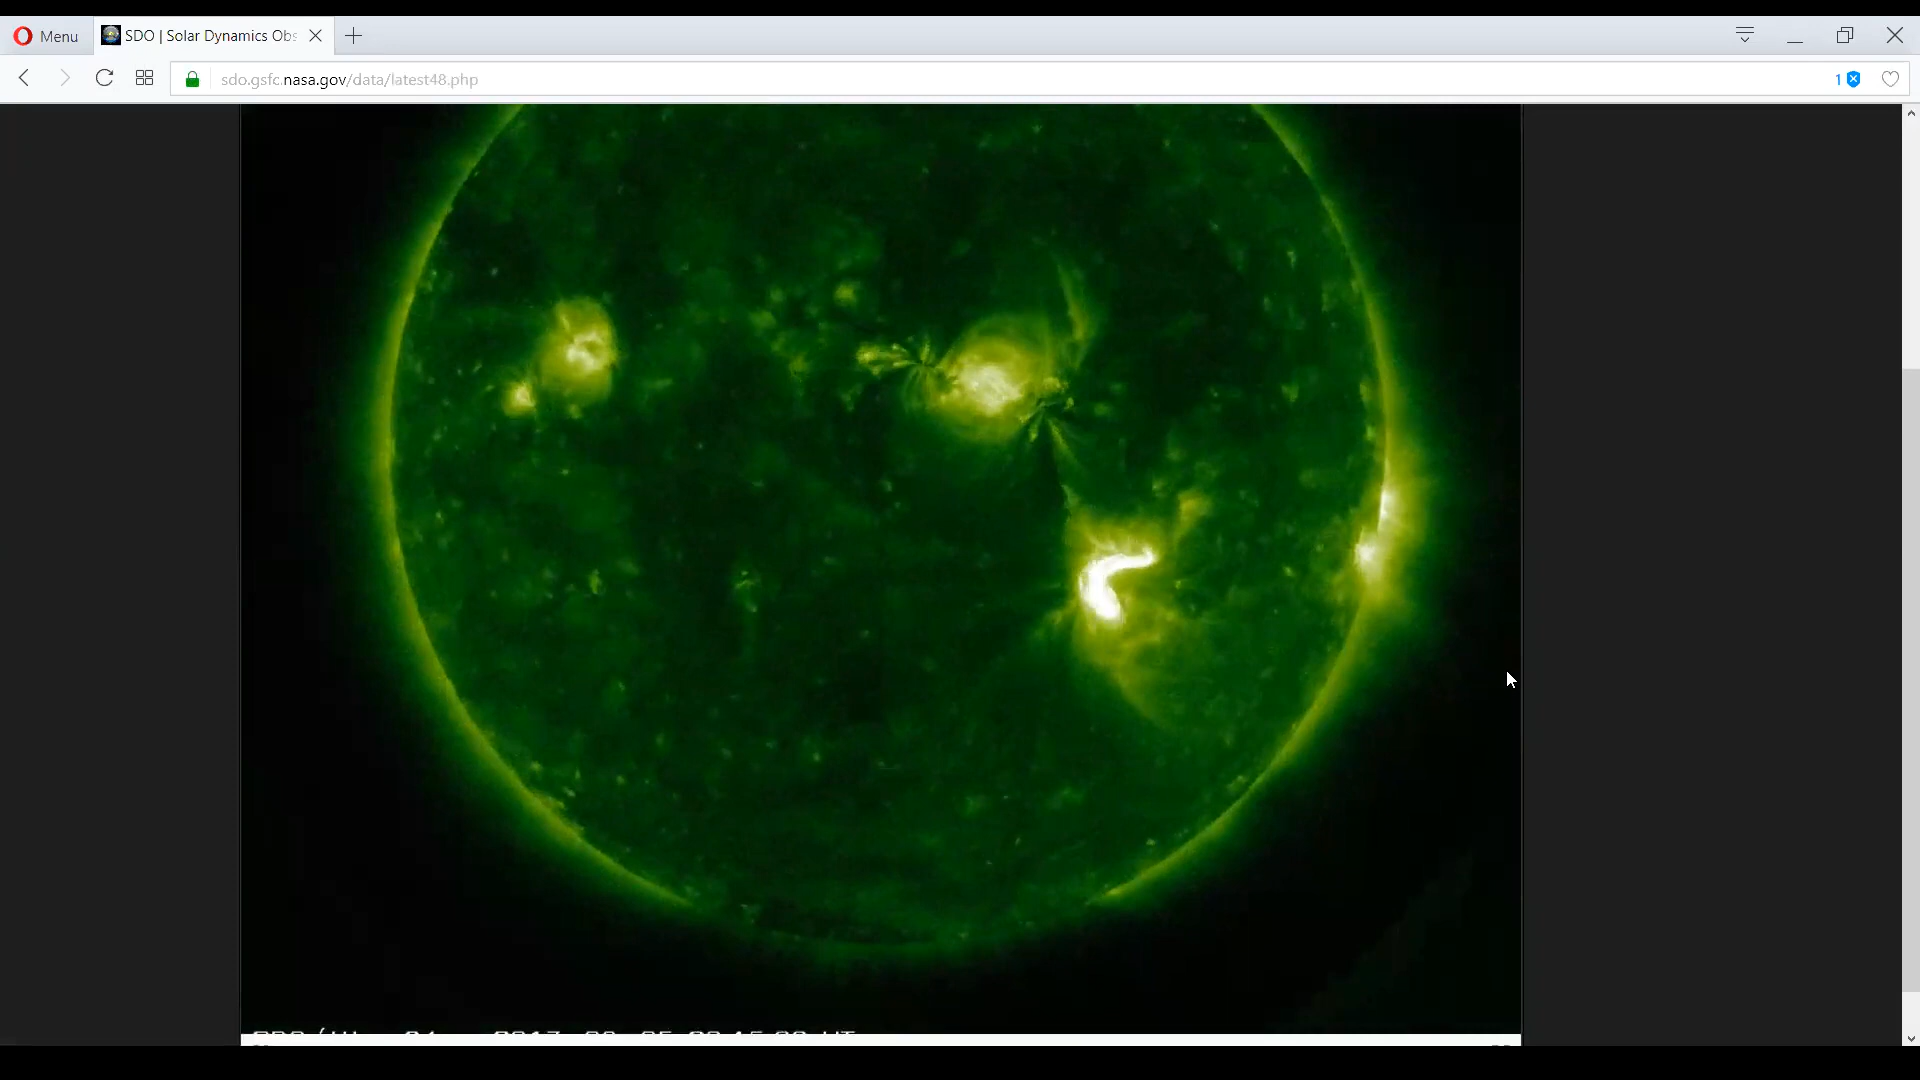 Menu
SDO | Solar Dynamics Obs
sdo.gsfc.nasa.gov/data/latest48.php
1